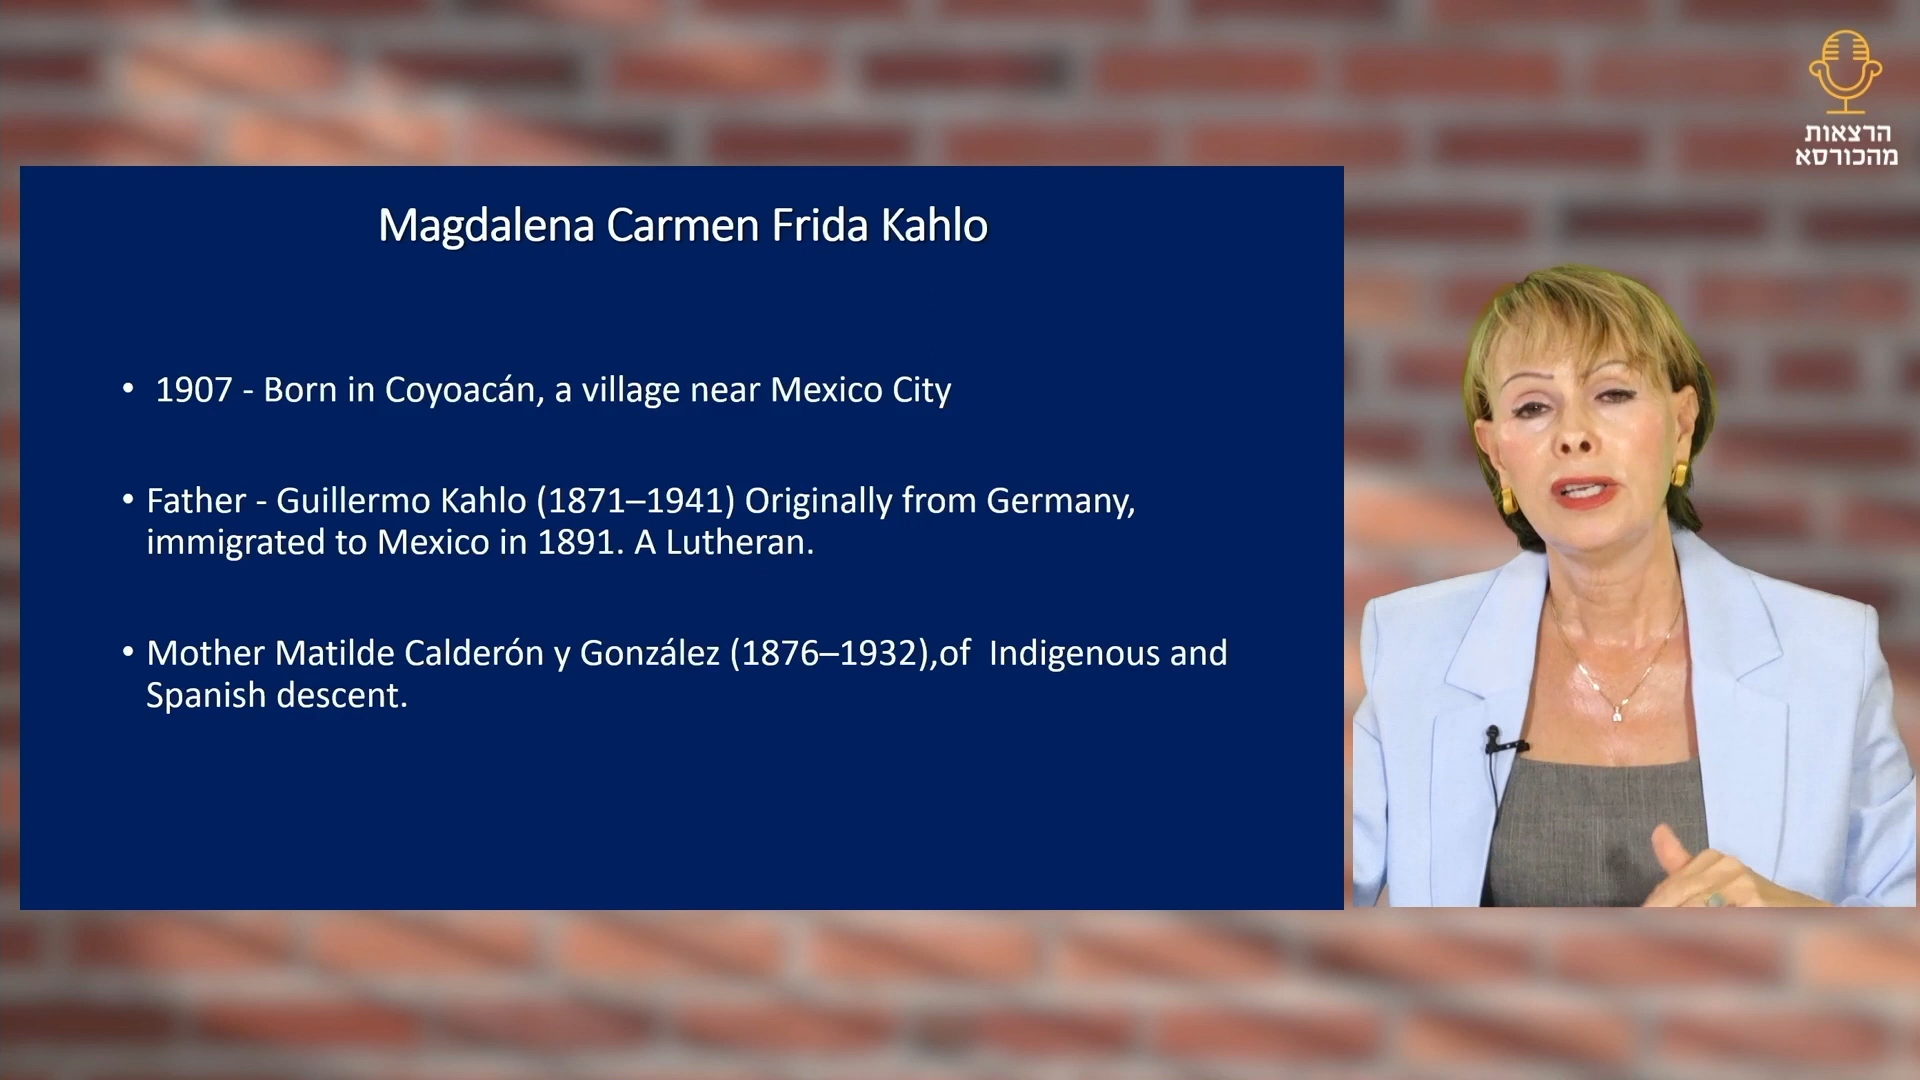 הרצאות
מהכורסא
Magdalena Carmen Frida Kahlo
• 1907 - Born in Coyoacán, a village near Mexico City
• Father - Guillermo Kahlo (1871–1941) Originally from Germany,
immigrated to Mexico in 1891. A Lutheran.
• Mother Matilde Calderón y González (1876–1932),of  Indigenous and
Spanish descent.